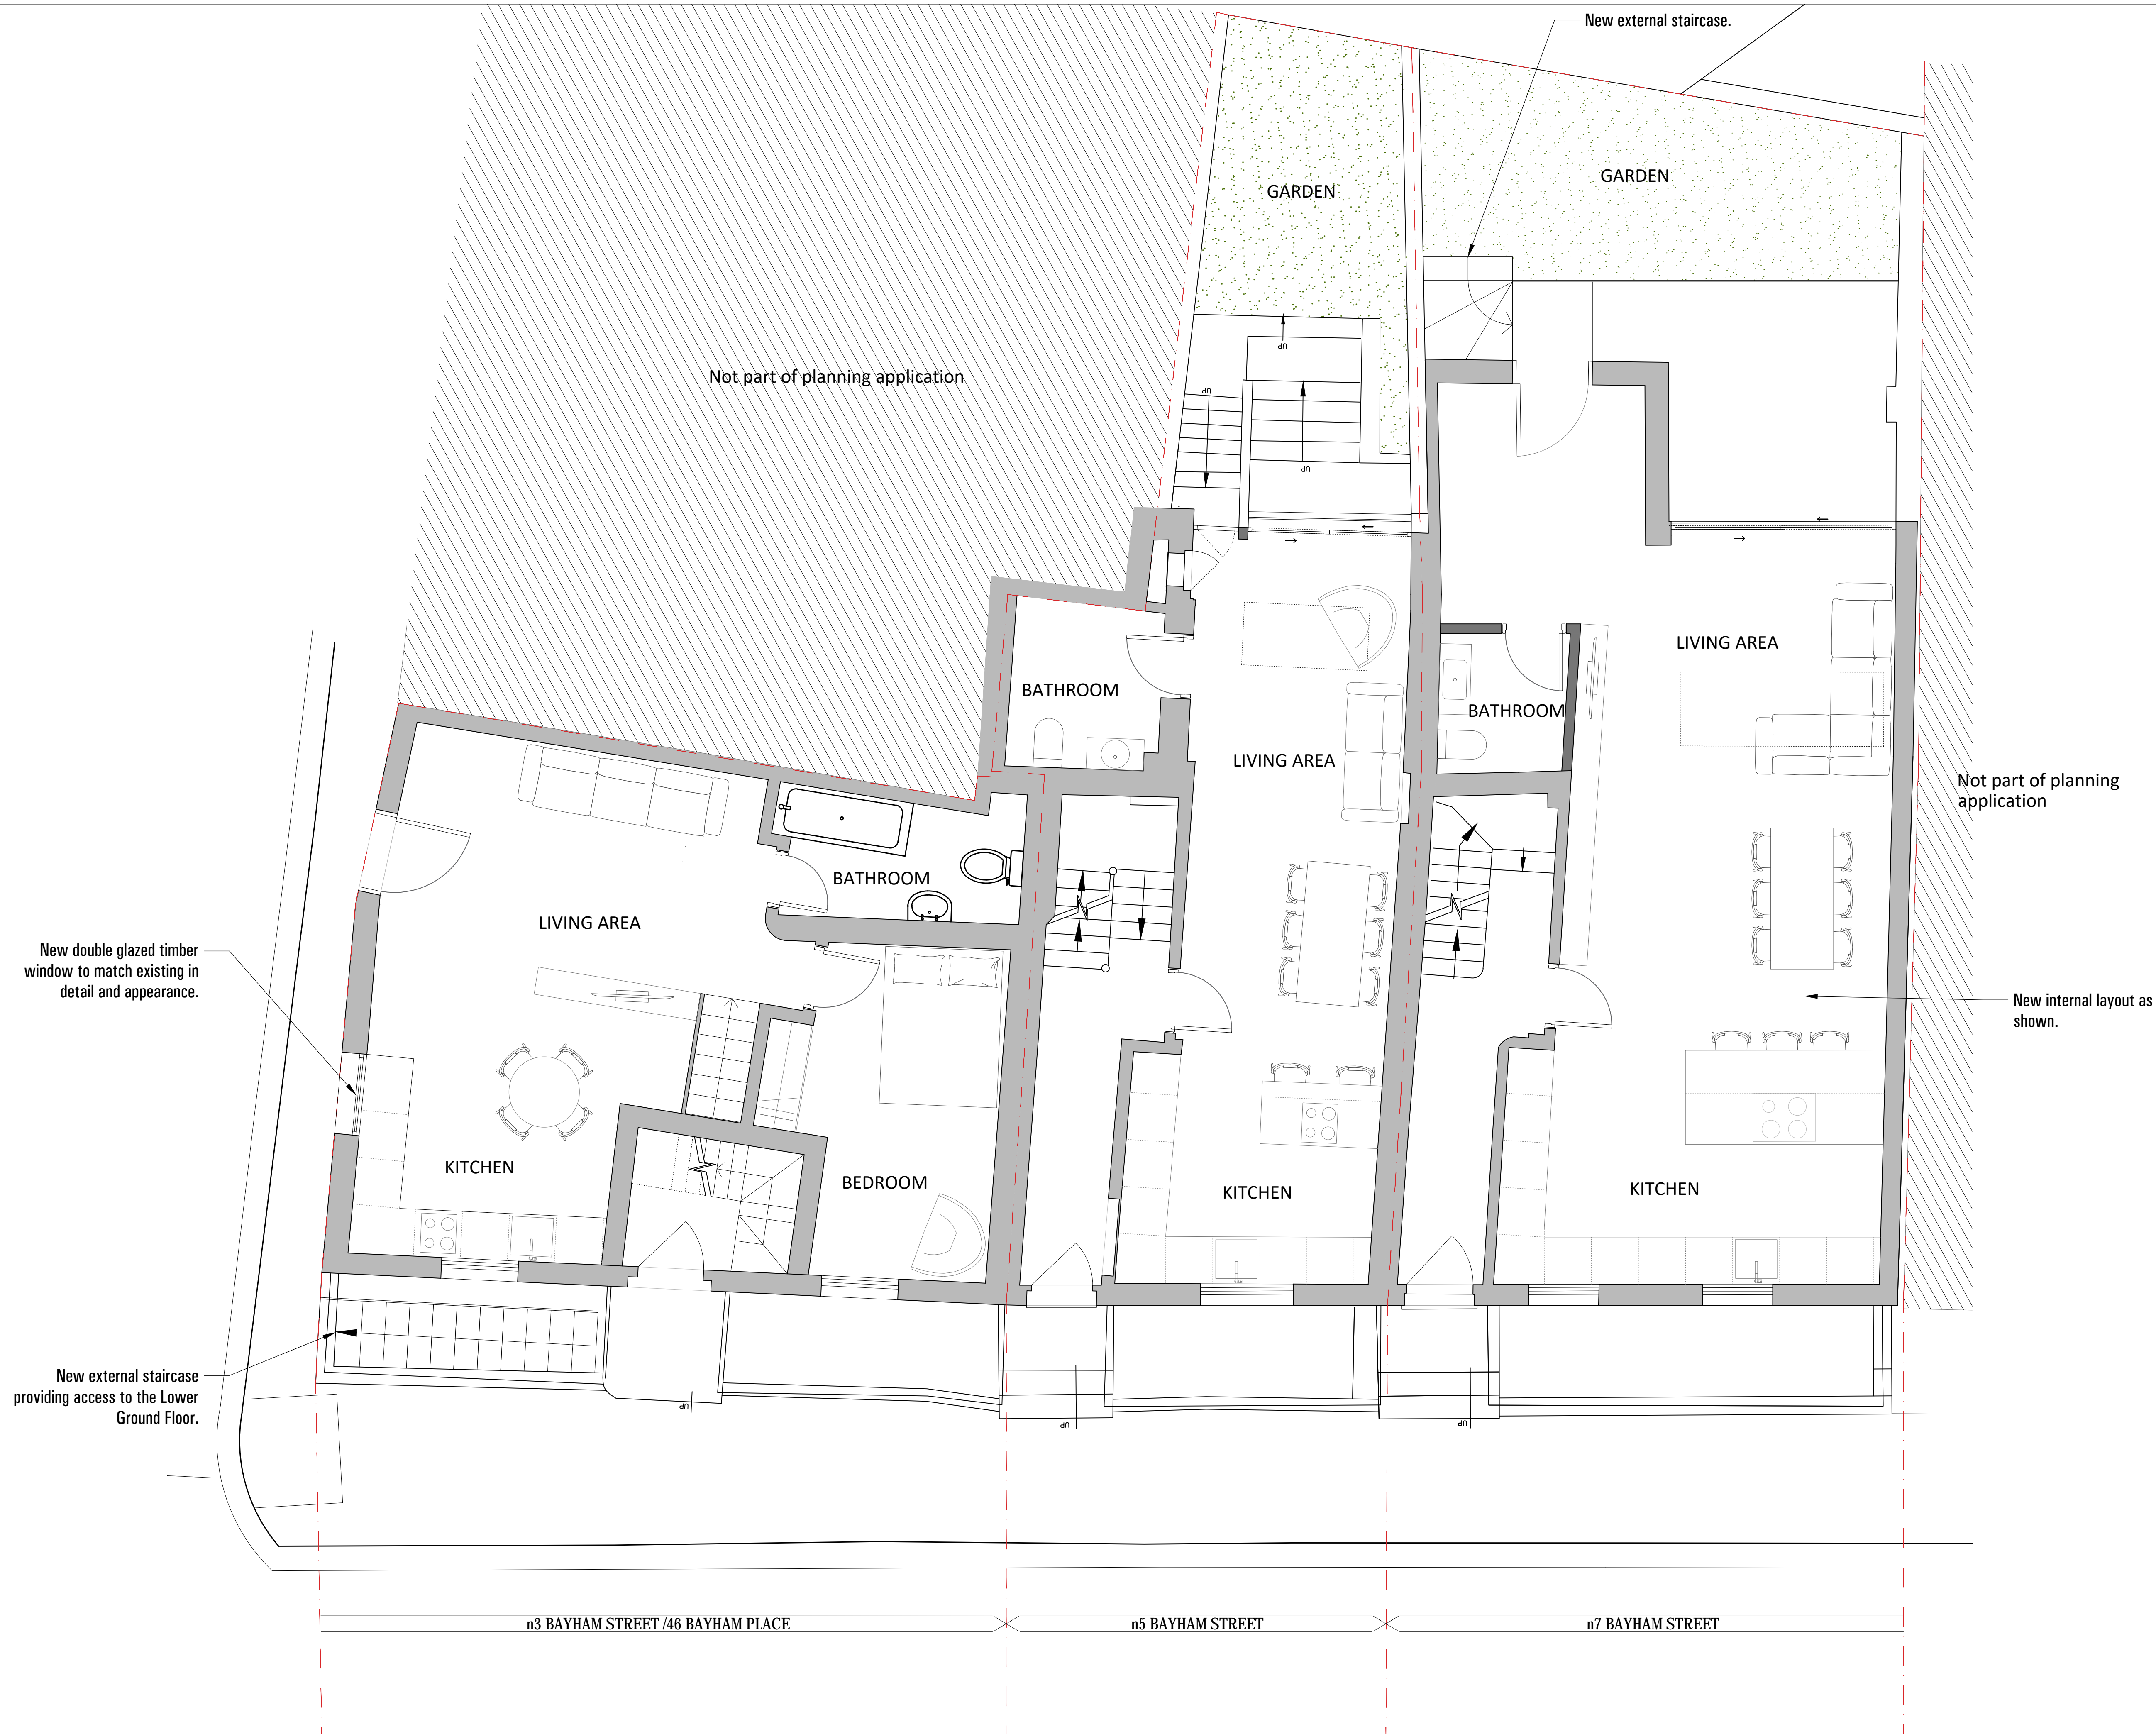 New external staircase.
GARDEN
GARDEN
UP
UP
UP
Not part of planning application
LIVING AREA
BATHROOM
BATHROOM
LIVING AREA
Not part of planning
application
BATHROOM
LIVING AREA
New double glazed timber
window to match existing in
detail and appearance.
New internal layout as
shown.
KITCHEN
BEDROOM
KITCHEN
KITCHEN
New external staircase
providing access to the Lower
Ground Floor.
UP
UP
UP
n3 BAYHAM STREET /46 BAYHAM PLACE
n5 BAYHAM STREET
n7 BAYHAM STREET